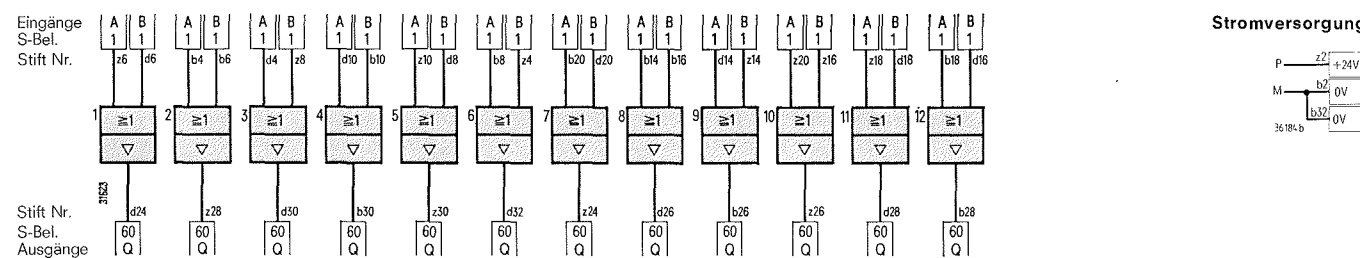 Eingänge A B A B A B A B A B A B A B A B A B A B A B A B
S-Bel. 1 1 1 1 1 1 1 1 1 1 1 1 1 1 1 1 1 1 1 1 1 1 1 1
Stift Nr. z6 d6 b4 b6 d4 z8 d10 b10 z10 d8 b8 z4 b20 d20 b14 b16 d14 z14 z20 z16 z18 d18 b18 d16
1 ≥1 2 ≥1 3 ≥1 4 ≥1 5 ≥1 6 ≥1 7 ≥1 8 ≥1 9 ≥1 10 ≥1 11 ≥1 12 ≥1
▽ ▽ ▽ ▽ ▽ ▽ ▽ ▽ ▽ ▽ ▽ ▽
31623
Stift Nr. d24 z28 d30 b30 z30 d32 z24 d26 b26 z26 d28 b28
S-Bel. 60 60 60 60 60 60 60 60 60 60 60 60
Ausgänge Q Q Q Q Q Q Q Q Q Q Q Q
Stromversorgung
P z2 +24V
M b2 0V
b32 0V
36184b